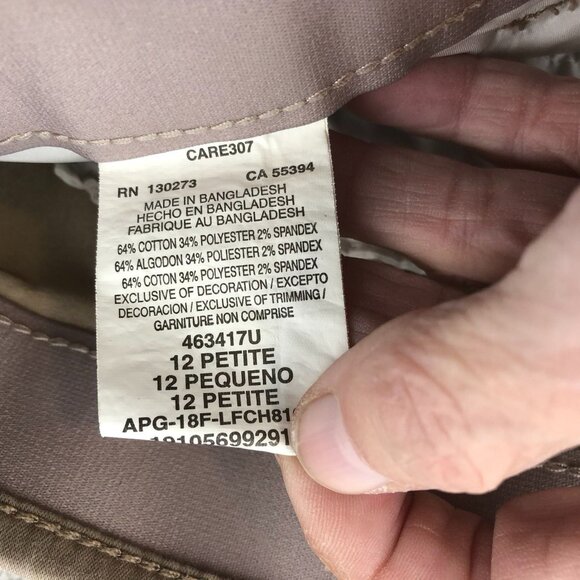 CARE307
RN 130273 CA 55394
MADE IN BANGLADESH
HECHO EN BANGLADESH
FABRIQUE AU BANGLADESH
64% COTTON 34% POLYESTER 2% SPANDEX
64% ALGODON 34% POLYESTER 2% SPANDEX
64% COTON 34% POLYESTER 2% SPANDEX
EXCLUSIVE OF DECORATION / EXCEPTO
DECORACION / EXCLUSIVE OF TRIMMING /
GARNITURE NON COMPRISE
463417U
12 PETITE
12 PEQUENO
12 PETITE